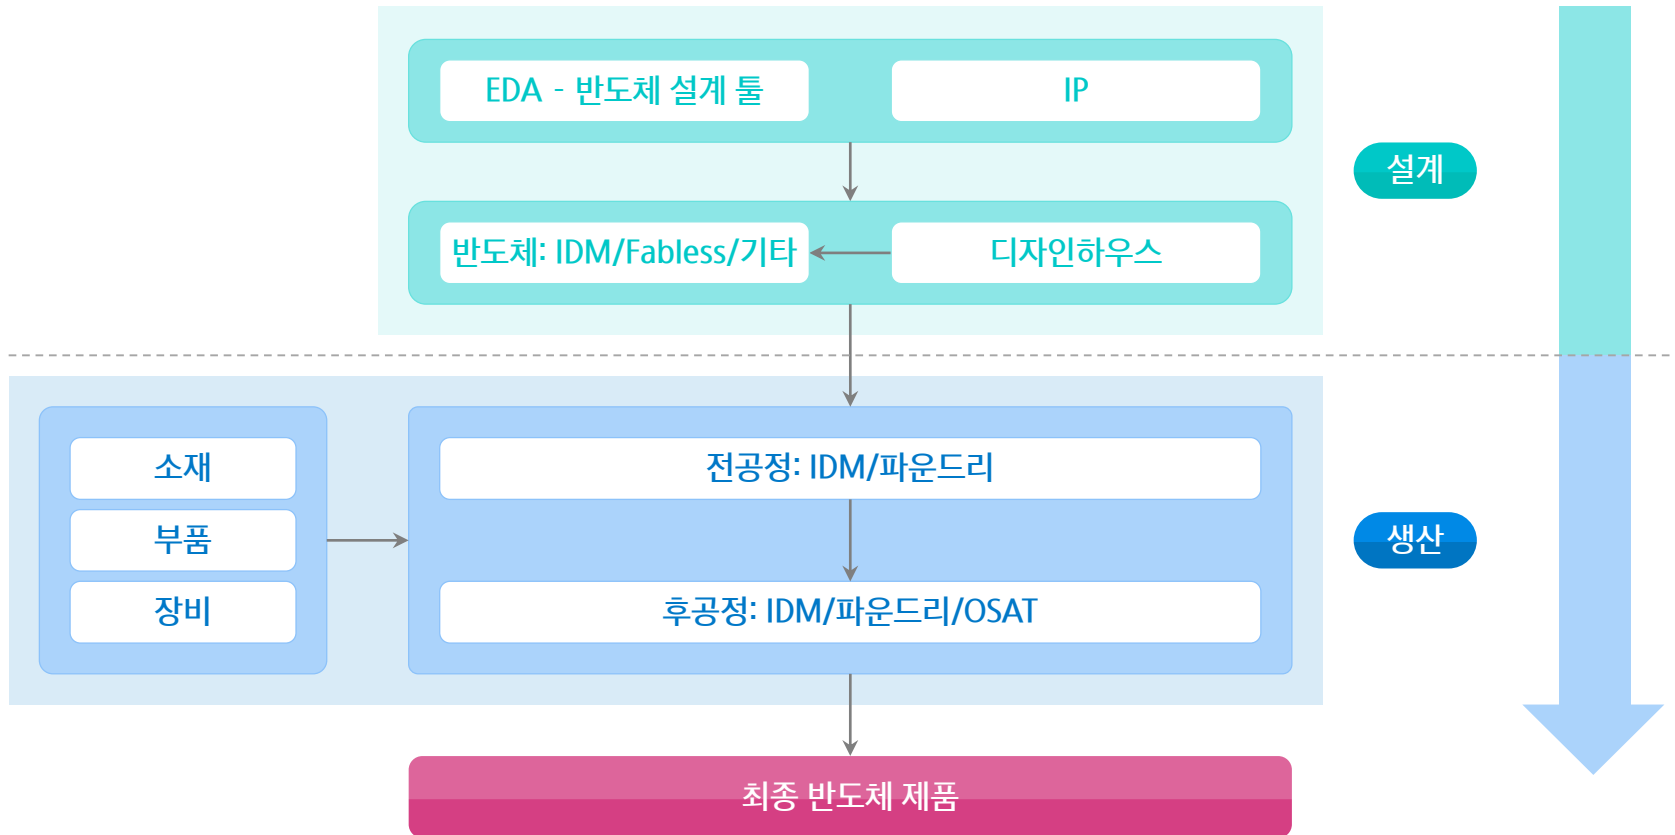 EDA - 반도체 설계 툴
IP
설계
반도체: IDM/Fabless/기타
디자인하우스
소재
부품
장비
전공정: IDM/파운드리
후공정: IDM/파운드리/OSAT
생산
최종 반도체 제품